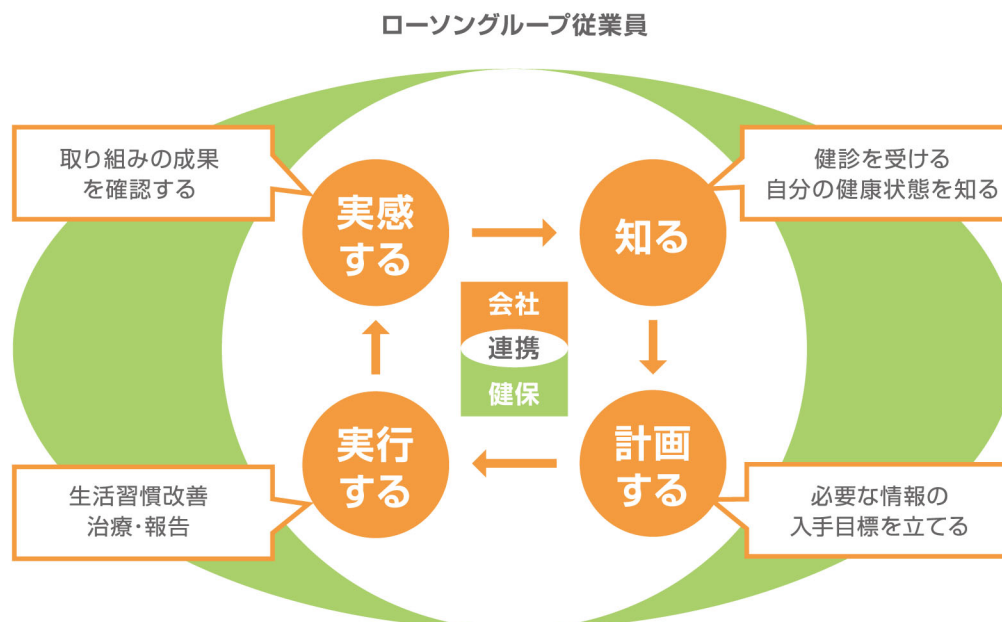 ローソングループ従業員
取り組みの成果
を確認する
実感
する
知る
健診を受ける
自分の健康状態を知る
会社
連携
健保
生活習慣改善
治療・報告
実行
する
計画
する
必要な情報の
入手目標を立てる